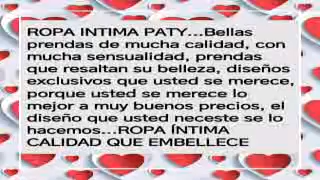 ROPA INTIMA PATY...Bellas
prendas de mucha calidad, con
mucha sensualidad, prendas
que resaltan su belleza, diseños
exclusivos que usted se merece,
porque usted se merece lo
mejor a muy buenos precios, el
diseño que usted neceste se lo
hacemos...ROPA ÍNTIMA
CALIDAD QUE EMBELLECE